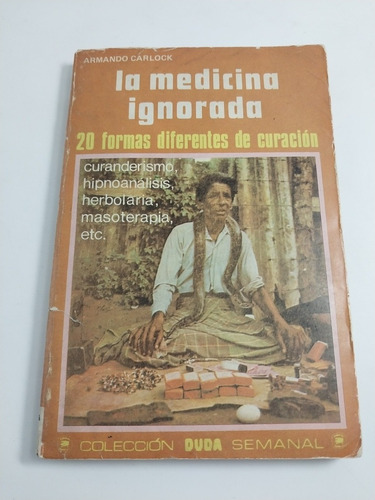 ARMANDO CARLOCK
la medicina
ignorada
20 formas diferentes de curación
curanderismo,
hipnoanálisis,
herbolaria,
masoterapia,
etc.
COLECCIÓN DUDA SEMANAL